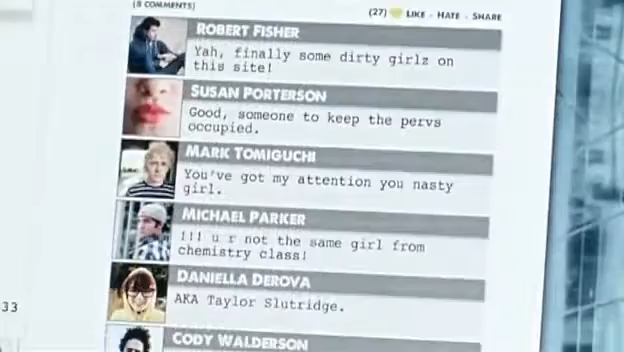 (8 COMMENTS)
(27) LIKE - HATE - SHARE
ROBERT FISHER
Yah, finally some dirty girlz on
this site!
SUSAN PORTERSON
Good, someone to keep the pervs
occupied.
MARK TOMIGUCHI
You've got my attention you nasty
girl.
MICHAEL PARKER
!!! u r not the same girl from
chemistry class!
DANIELLA DEROVA
AKA Taylor Slutridge.
33
CODY WALDERSON